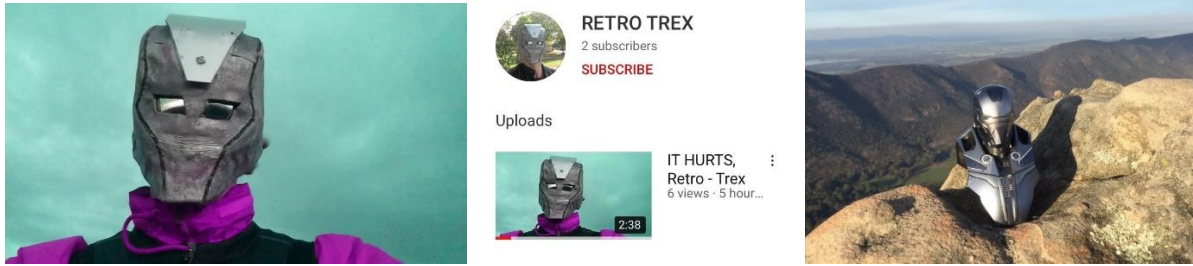 RETRO TREX
2 subscribers
SUBSCRIBE
Uploads
IT HURTS,
Retro - Trex
6 views · 5 hour...
2:38